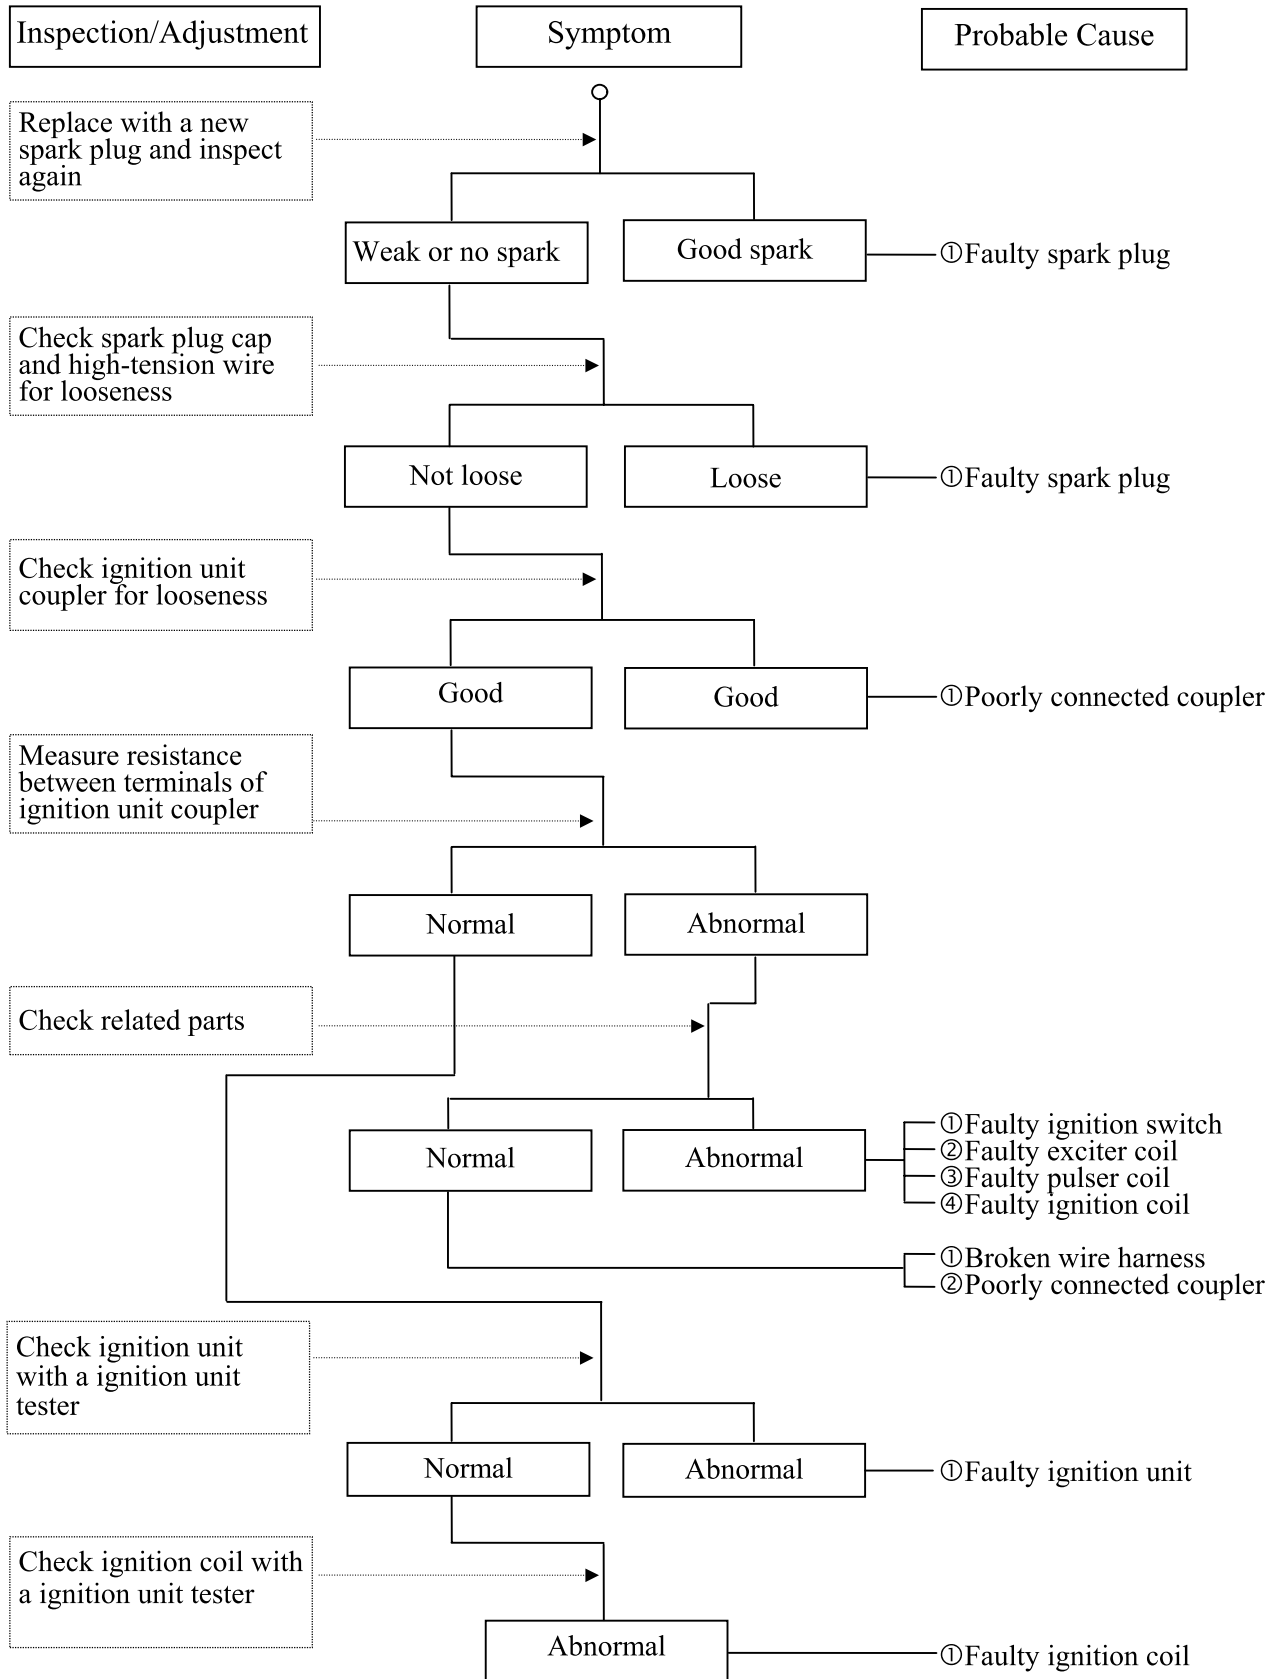 Inspection/Adjustment
Symptom
Probable Cause
Replace with a new
spark plug and inspect
again
Weak or no spark
Good spark
①Faulty spark plug
Check spark plug cap
and high-tension wire
for looseness
Not loose
Loose
①Faulty spark plug
Check ignition unit
coupler for looseness
Good
Good
①Poorly connected coupler
Measure resistance
between terminals of
ignition unit coupler
Normal
Abnormal
Check related parts
Normal
Abnormal
①Faulty ignition switch
②Faulty exciter coil
③Faulty pulser coil
④Faulty ignition coil
①Broken wire harness
②Poorly connected coupler
Check ignition unit
with a ignition unit
tester
Normal
Abnormal
①Faulty ignition unit
Check ignition coil with
a ignition unit tester
Abnormal
①Faulty ignition coil